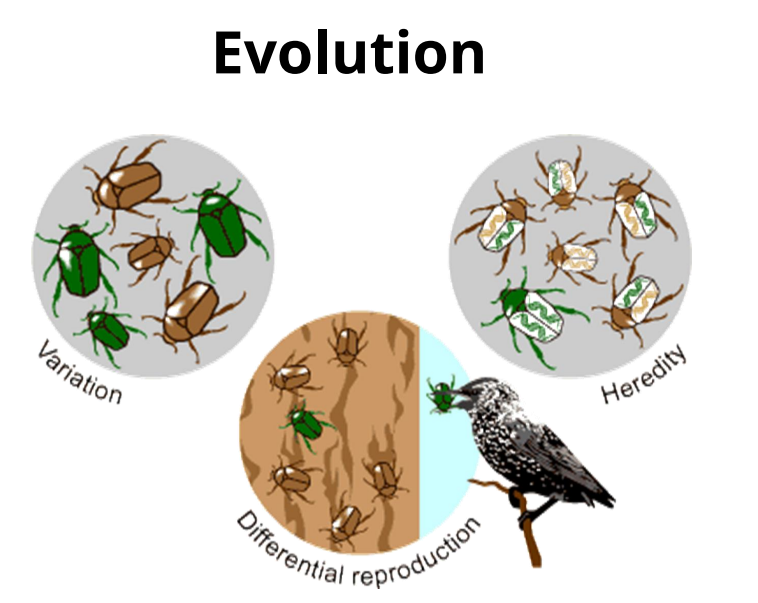 Evolution
Variation
Heredity
Differential reproduction